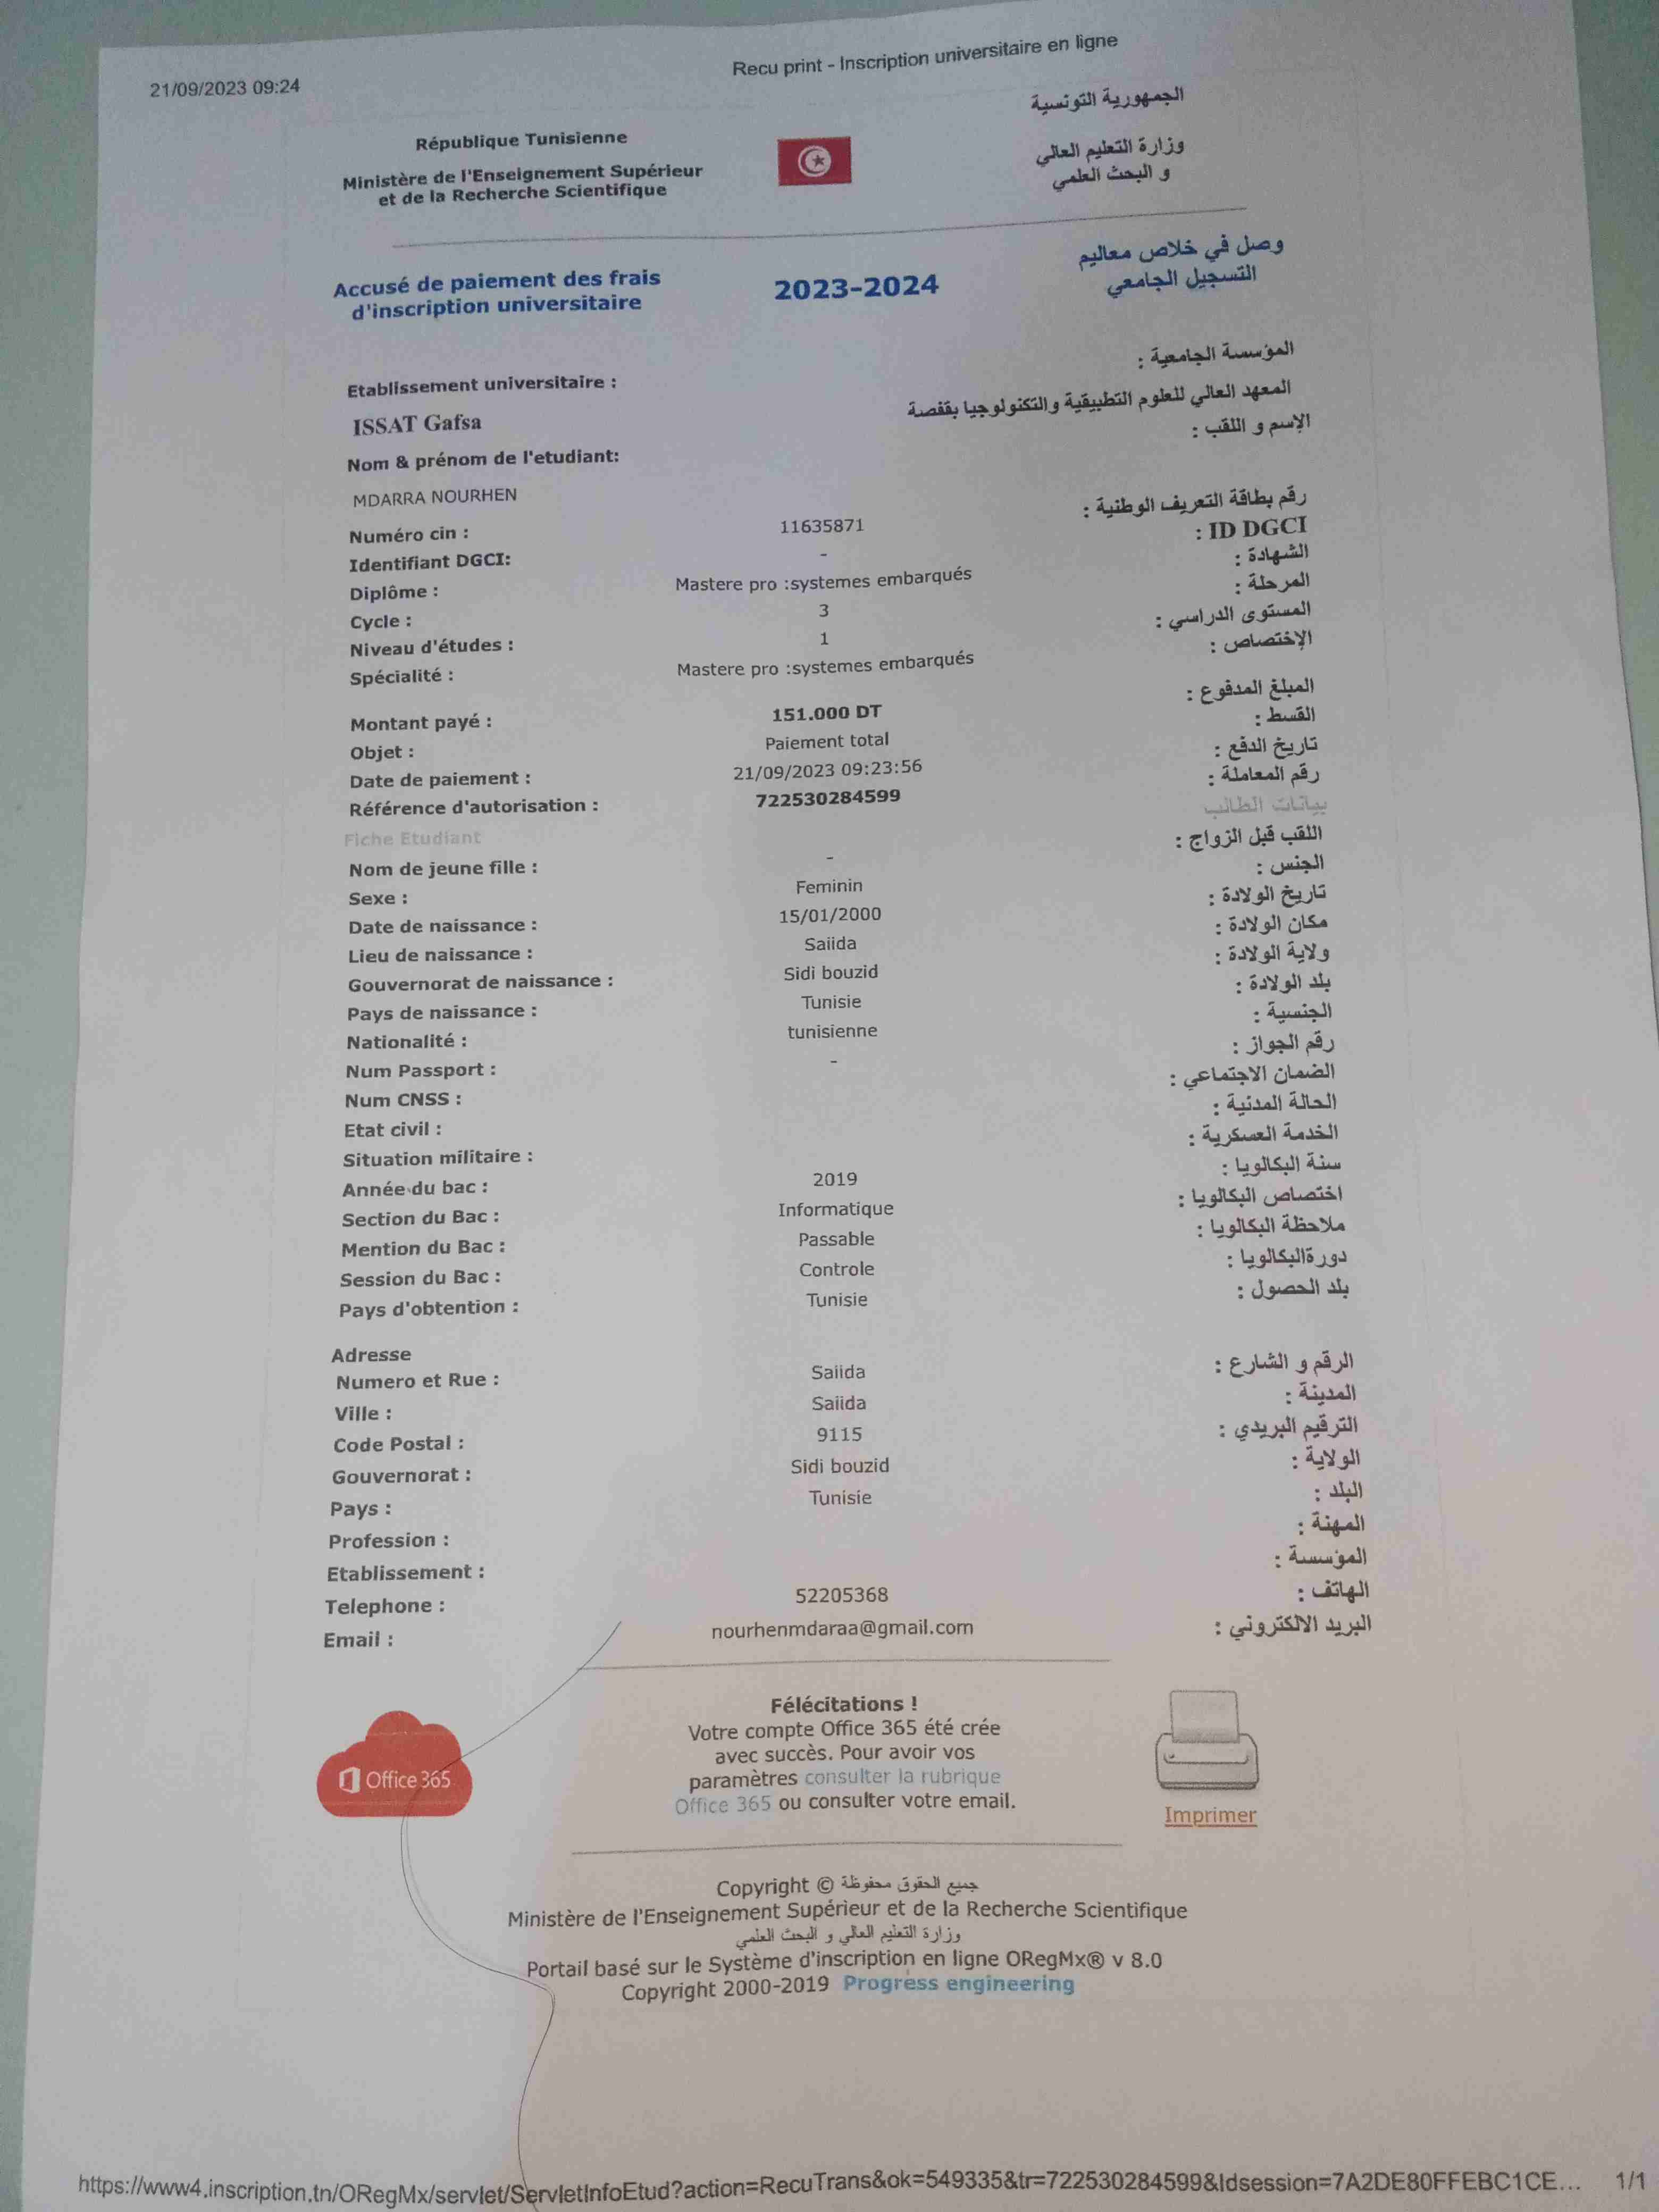 21/09/2023 09:24
Recu print - Inscription universitaire en ligne
République Tunisienne
Ministère de l'Enseignement Supérieur
et de la Recherche Scientifique
الجمهورية التونسية
وزارة التعليم العالي
و البحث العلمي
Accusé de paiement des frais
d'inscription universitaire
2023-2024
وصل في خلاص معاليم
التسجيل الجامعي
Etablissement universitaire : المؤسسة الجامعية :
ISSAT Gafsa المعهد العالي للعلوم التطبيقية والتكنولوجيا بقفصة
Nom & prénom de l'etudiant: الإسم و اللقب :
MDARRA NOURHEN
Numéro cin : 11635871 رقم بطاقة التعريف الوطنية :
Identifiant DGCI: - ID DGCI :
Diplôme : Mastere pro :systemes embarqués الشهادة :
Cycle : 3 المرحلة :
Niveau d'études : 1 المستوى الدراسي :
Spécialité : Mastere pro :systemes embarqués الإختصاص :
Montant payé : 151.000 DT المبلغ المدفوع :
Objet : Paiement total القسط :
Date de paiement : 21/09/2023 09:23:56 تاريخ الدفع :
Référence d'autorisation : 722530284599 رقم المعاملة :
Fiche Etudiant بيانات الطالب
Nom de jeune fille : - اللقب قبل الزواج :
Sexe : Feminin الجنس :
Date de naissance : 15/01/2000 تاريخ الولادة :
Lieu de naissance : Saiida مكان الولادة :
Gouvernorat de naissance : Sidi bouzid ولاية الولادة :
Pays de naissance : Tunisie بلد الولادة :
Nationalité : tunisienne الجنسية :
Num Passport : - رقم الجواز :
Num CNSS : الضمان الاجتماعي :
Etat civil : الحالة المدنية :
Situation militaire : الخدمة العسكرية :
Année du bac : 2019 سنة البكالويا :
Section du Bac : Informatique اختصاص البكالويا :
Mention du Bac : Passable ملاحظة البكالويا :
Session du Bac : Controle دورةالبكالويا :
Pays d'obtention : Tunisie بلد الحصول :
Adresse
Numero et Rue : Saiida الرقم و الشارع :
Ville : Saiida المدينة :
Code Postal : 9115 الترقيم البريدي :
Gouvernorat : Sidi bouzid الولاية :
Pays : Tunisie البلد :
Profession : المهنة :
Etablissement : المؤسسة :
Telephone : 52205368 الهاتف :
Email : nourhenmdaraa@gmail.com البريد الالكتروني :
Office 365
Félécitations !
Votre compte Office 365 été crée
avec succès. Pour avoir vos
paramètres consulter la rubrique
Office 365 ou consulter votre email.
Imprimer
Copyright © جميع الحقوق محفوظة
Ministère de l'Enseignement Supérieur et de la Recherche Scientifique
وزارة التعليم العالي و البحث العلمي
Portail basé sur le Système d'inscription en ligne ORegMx® v 8.0
Copyright 2000-2019 Progress engineering
https://www4.inscription.tn/ORegMx/servlet/ServletInfoEtud?action=RecuTrans&ok=549335&tr=722530284599&Idsession=7A2DE80FFEBC1CE... 1/1